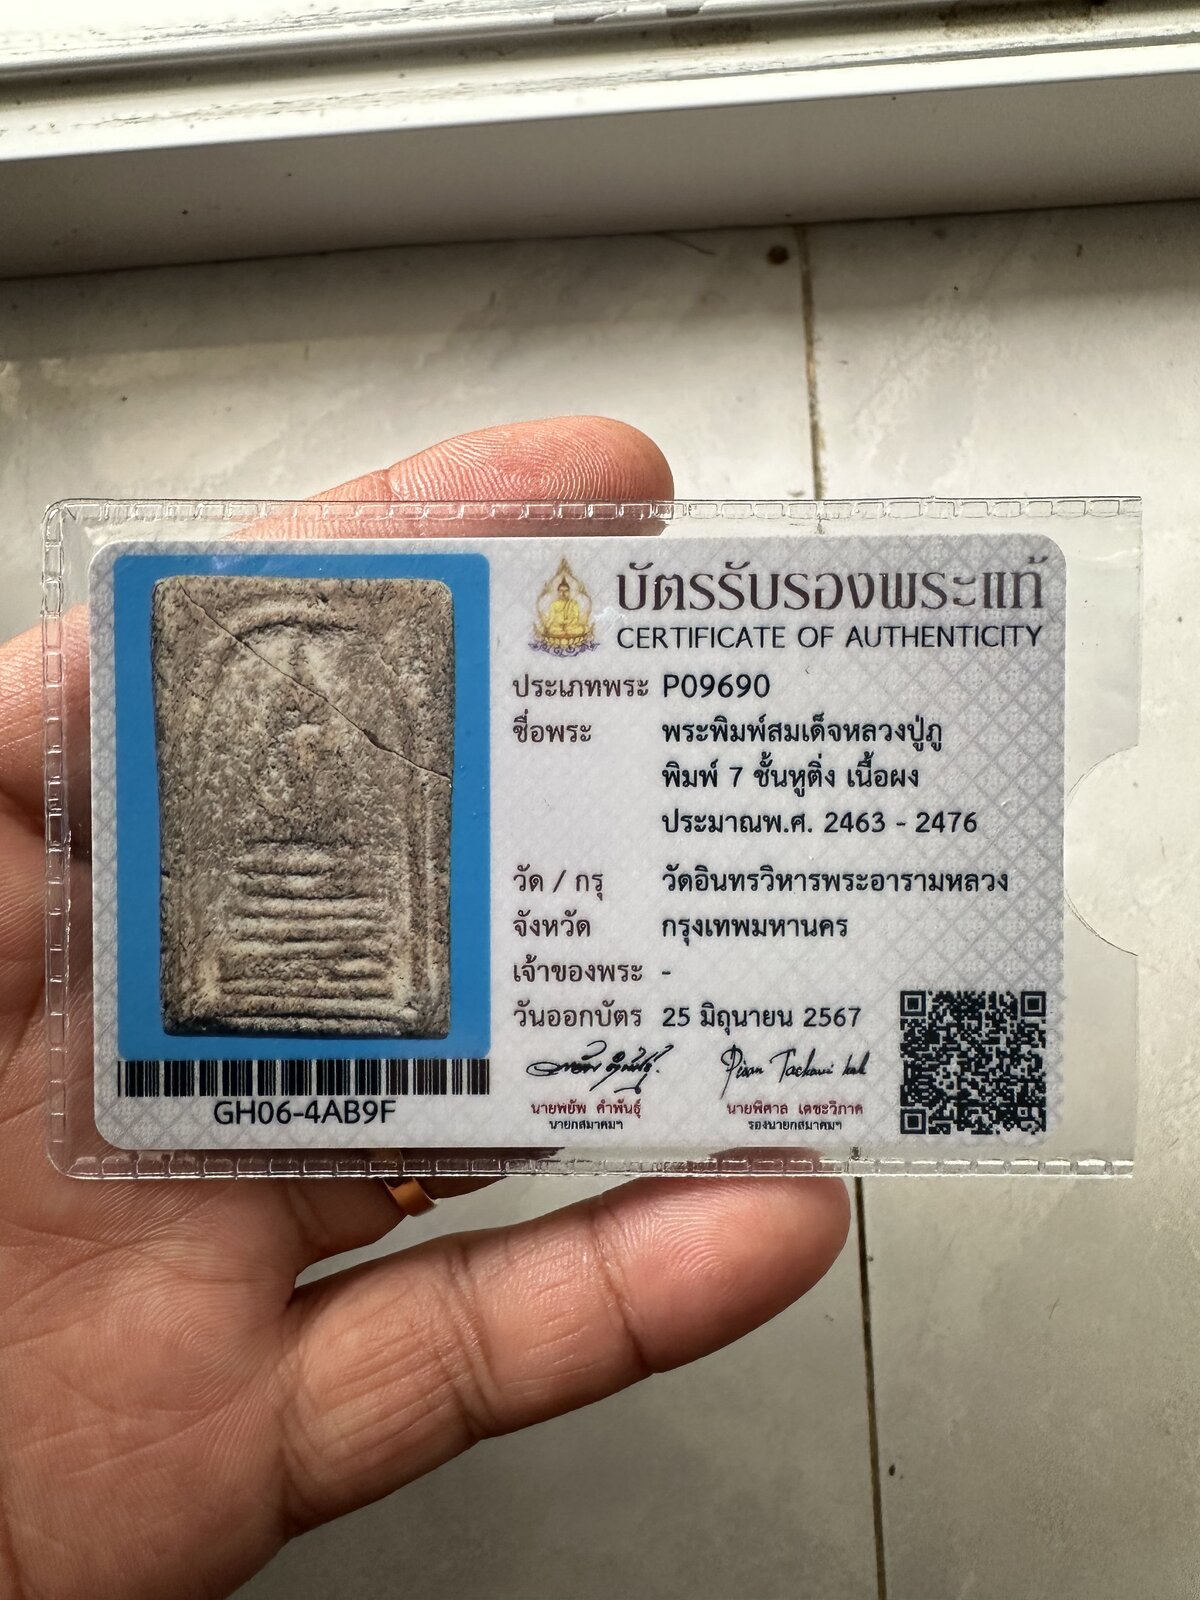 บัตรรับรองพระแท้
CERTIFICATE OF AUTHENTICITY
ประเภทพระ P09690
ชื่อพระ พระพิมพ์สมเด็จหลวงปู่ภู
พิมพ์ 7 ชั้นหูติ่ง เนื้อผง
ประมาณพ.ศ. 2463 - 2476
วัด / กรุ วัดอินทรวิหารพระอารามหลวง
จังหวัด กรุงเทพมหานคร
เจ้าของพระ -
วันออกบัตร 25 มิถุนายน 2567
GH06-4AB9F
นายพยัพ คำพันธุ์ นายพิศาล เตชะวิภาค
นายกสมาคมฯ รองนายกสมาคมฯ